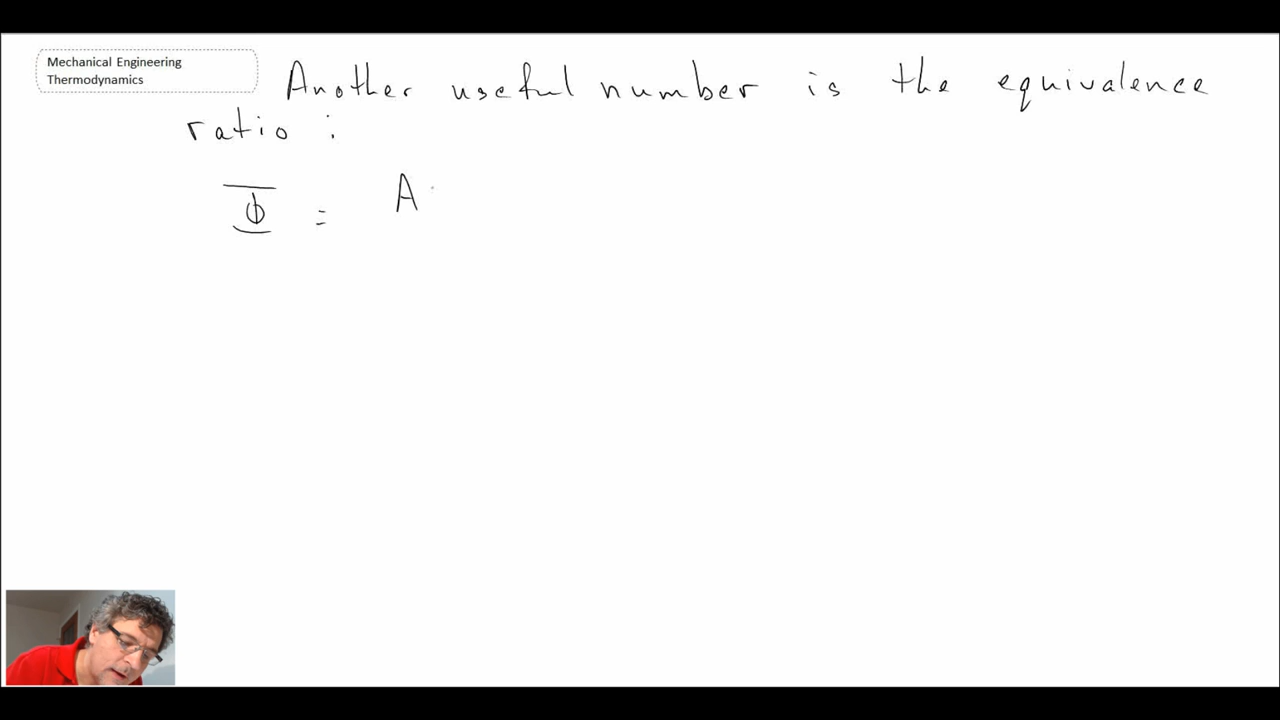 Mechanical Engineering
Thermodynamics
Another useful number is the equivalence
ratio :
Φ = A